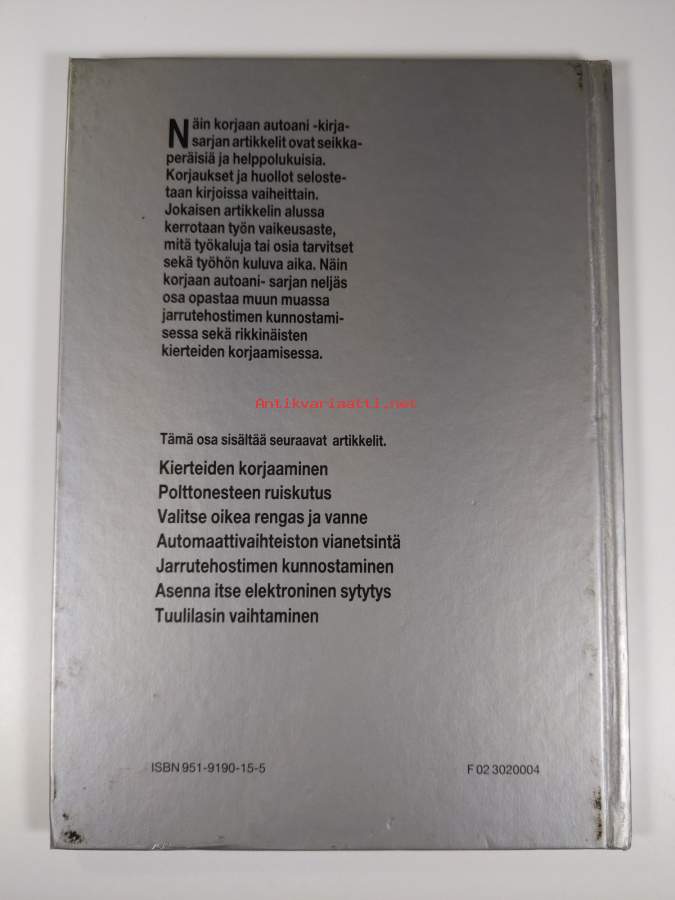 Näin korjaan autoani -kirja-
sarjan artikkelit ovat seikka-
peräisiä ja helppolukuisia.
Korjaukset ja huollot seloste-
taan kirjoissa vaiheittain.
Jokaisen artikkelin alussa
kerrotaan työn vaikeusaste,
mitä työkaluja tai osia tarvitset
sekä työhön kuluva aika. Näin
korjaan autoani- sarjan neljäs
osa opastaa muun muassa
jarrutehostimen kunnostami-
sessa sekä rikkinäisten
kierteiden korjaamisessa.
Antikvariaatti.net
Tämä osa sisältää seuraavat artikkelit.
Kierteiden korjaaminen
Polttonesteen ruiskutus
Valitse oikea rengas ja vanne
Automaattivaihteiston vianetsintä
Jarrutehostimen kunnostaminen
Asenna itse elektroninen sytytys
Tuulilasin vaihtaminen
ISBN 951-9190-15-5
F 02 3020004